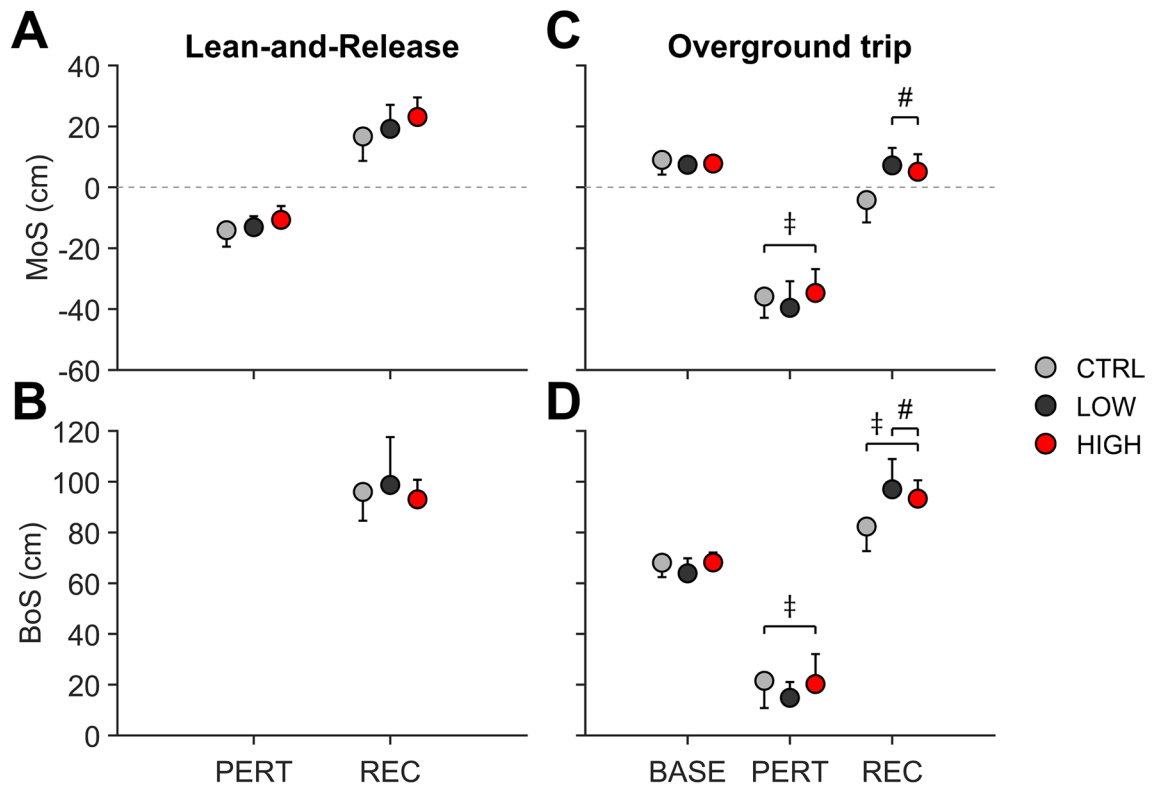 A
Lean-and-Release
C
Overground trip
40
20
0
-20
-40
-60
MoS (cm)
#
‡
CTRL
LOW
HIGH
B
D
120
100
80
60
40
20
0
BoS (cm)
‡ #
‡
PERT REC
BASE PERT REC